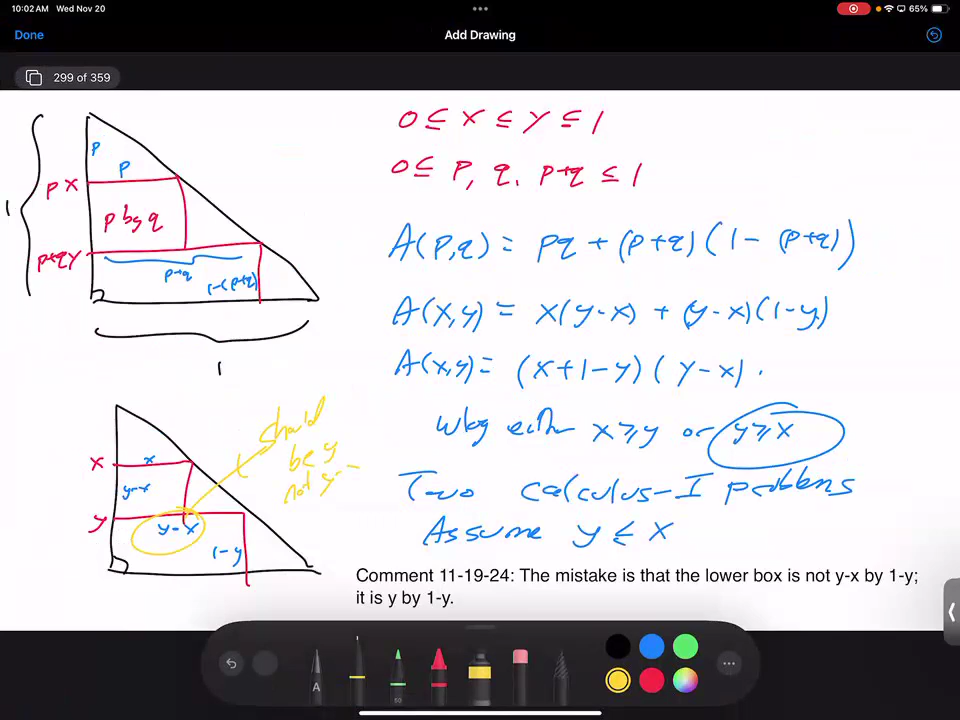 10:02 AM Wed Nov 20
65%
Done
Add Drawing
299 of 359
0 ≤ x ≤ y ≤ 1
0 ≤ p, q, p+q ≤ 1
p
p
p x
p by q
1
p+q y
p+q
1-(p+q)
1
A(p,q) = pq + (p+q)(1 - (p+q))
A(x,y) = x(y-x) + (y-x)(1-y)
A(x,y) = (x+1-y)(y-x).
wlog either x ≥ y or y ≥ x
Two calculus-I problems
Assume y ≤ x
should
be y
not y-
x
x
y-x
y
y-x
1-y
Comment 11-19-24: The mistake is that the lower box is not y-x by 1-y;
it is y by 1-y.
A
50